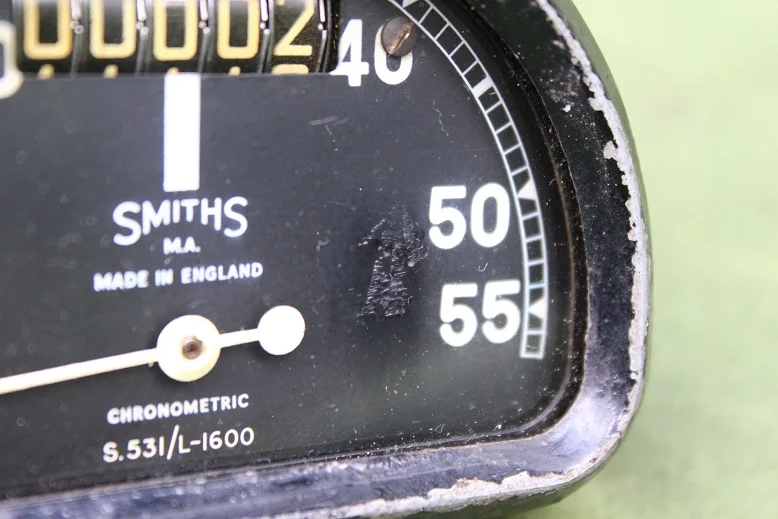 00002
40
50
55
SMITHS
M.A.
MADE IN ENGLAND
CHRONOMETRIC
S.531/L-1600